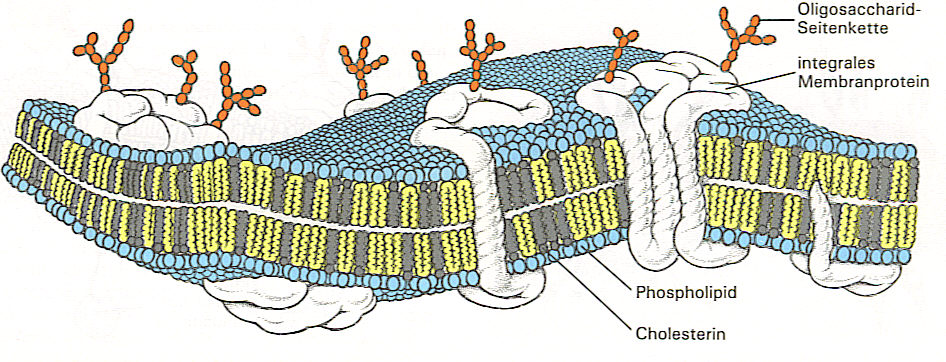 Oligosaccharid-
Seitenkette
integrales
Membranprotein
Phospholipid
Cholesterin